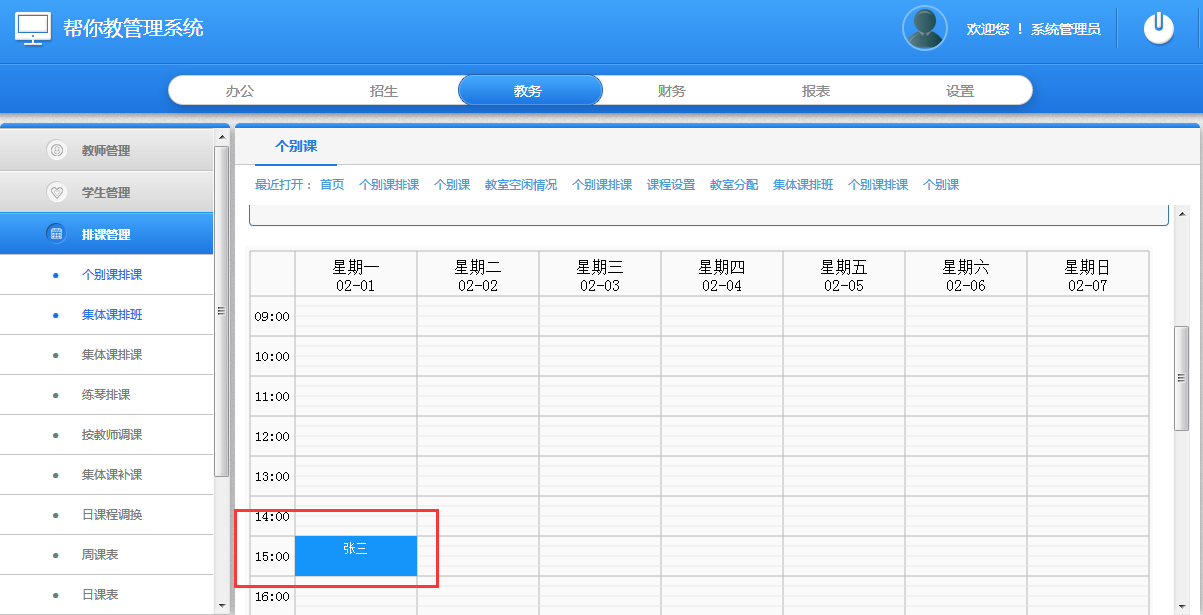 帮你教管理系统
欢迎您 ！ 系统管理员
办公 招生 教务 财务 报表 设置
教师管理
学生管理
排课管理
个别课排课
集体课排班
集体课排课
练琴排课
按教师调课
集体课补课
日课程调换
周课表
日课表
个别课
最近打开： 首页 个别课排课 个别课 教室空闲情况 个别课排课 课程设置 教室分配 集体课排班 个别课排课 个别课
星期一 星期二 星期三 星期四 星期五 星期六 星期日
02-01 02-02 02-03 02-04 02-05 02-06 02-07
09:00
10:00
11:00
12:00
13:00
14:00
张三
15:00
16:00